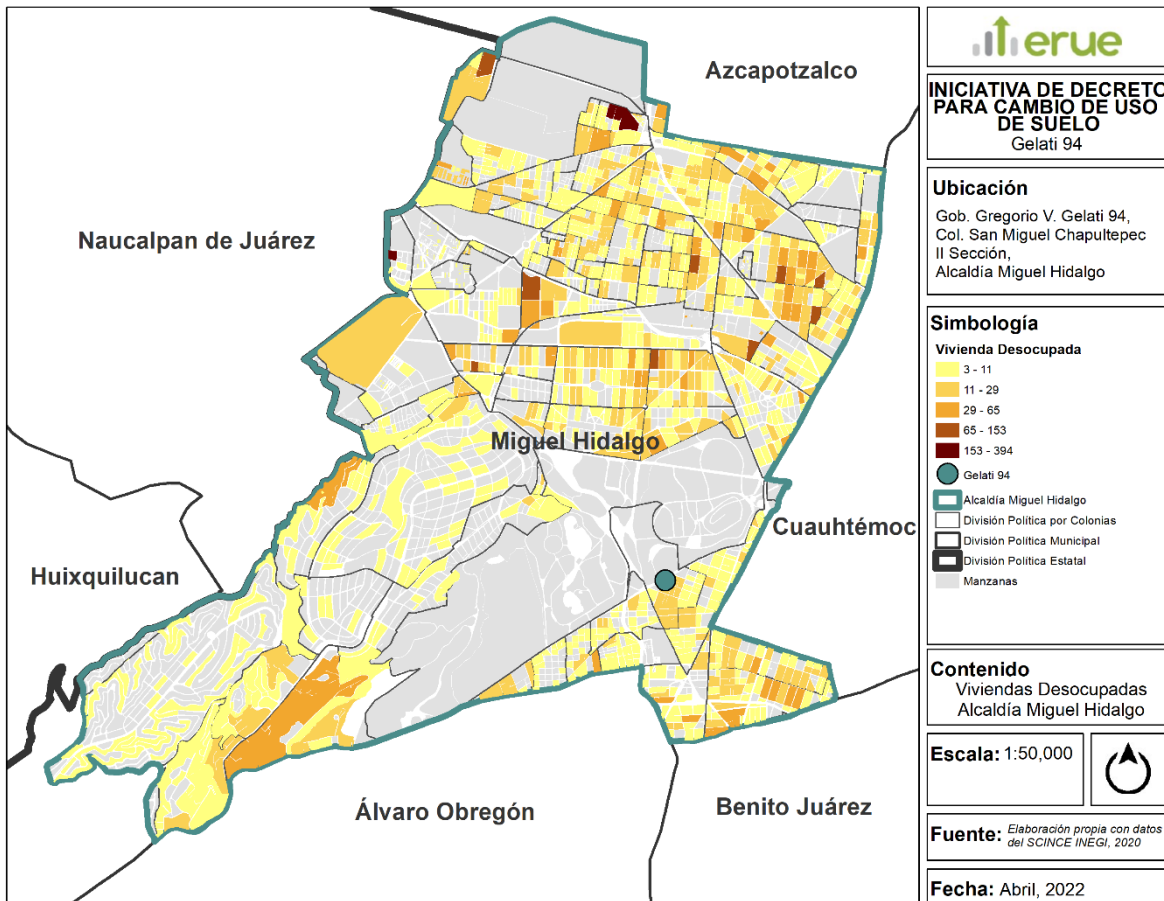 Azcapotzalco
Naucalpan de Juárez
Miguel Hidalgo
Cuauhtémoc
Huixquilucan
Álvaro Obregón
Benito Juárez
erue
INICIATIVA DE DECRETO
PARA CAMBIO DE USO
DE SUELO
Gelati 94
Ubicación
Gob. Gregorio V. Gelati 94,
Col. San Miguel Chapultepec
II Sección,
Alcaldía Miguel Hidalgo
Simbología
Vivienda Desocupada
3 - 11
11 - 29
29 - 65
65 - 153
153 - 394
Gelati 94
Alcaldía Miguel Hidalgo
División Política por Colonias
División Política Municipal
División Política Estatal
Manzanas
Contenido
Viviendas Desocupadas
Alcaldía Miguel Hidalgo
Escala: 1:50,000
Fuente: Elaboración propia con datos
del SCINCE INEGI, 2020
Fecha: Abril, 2022